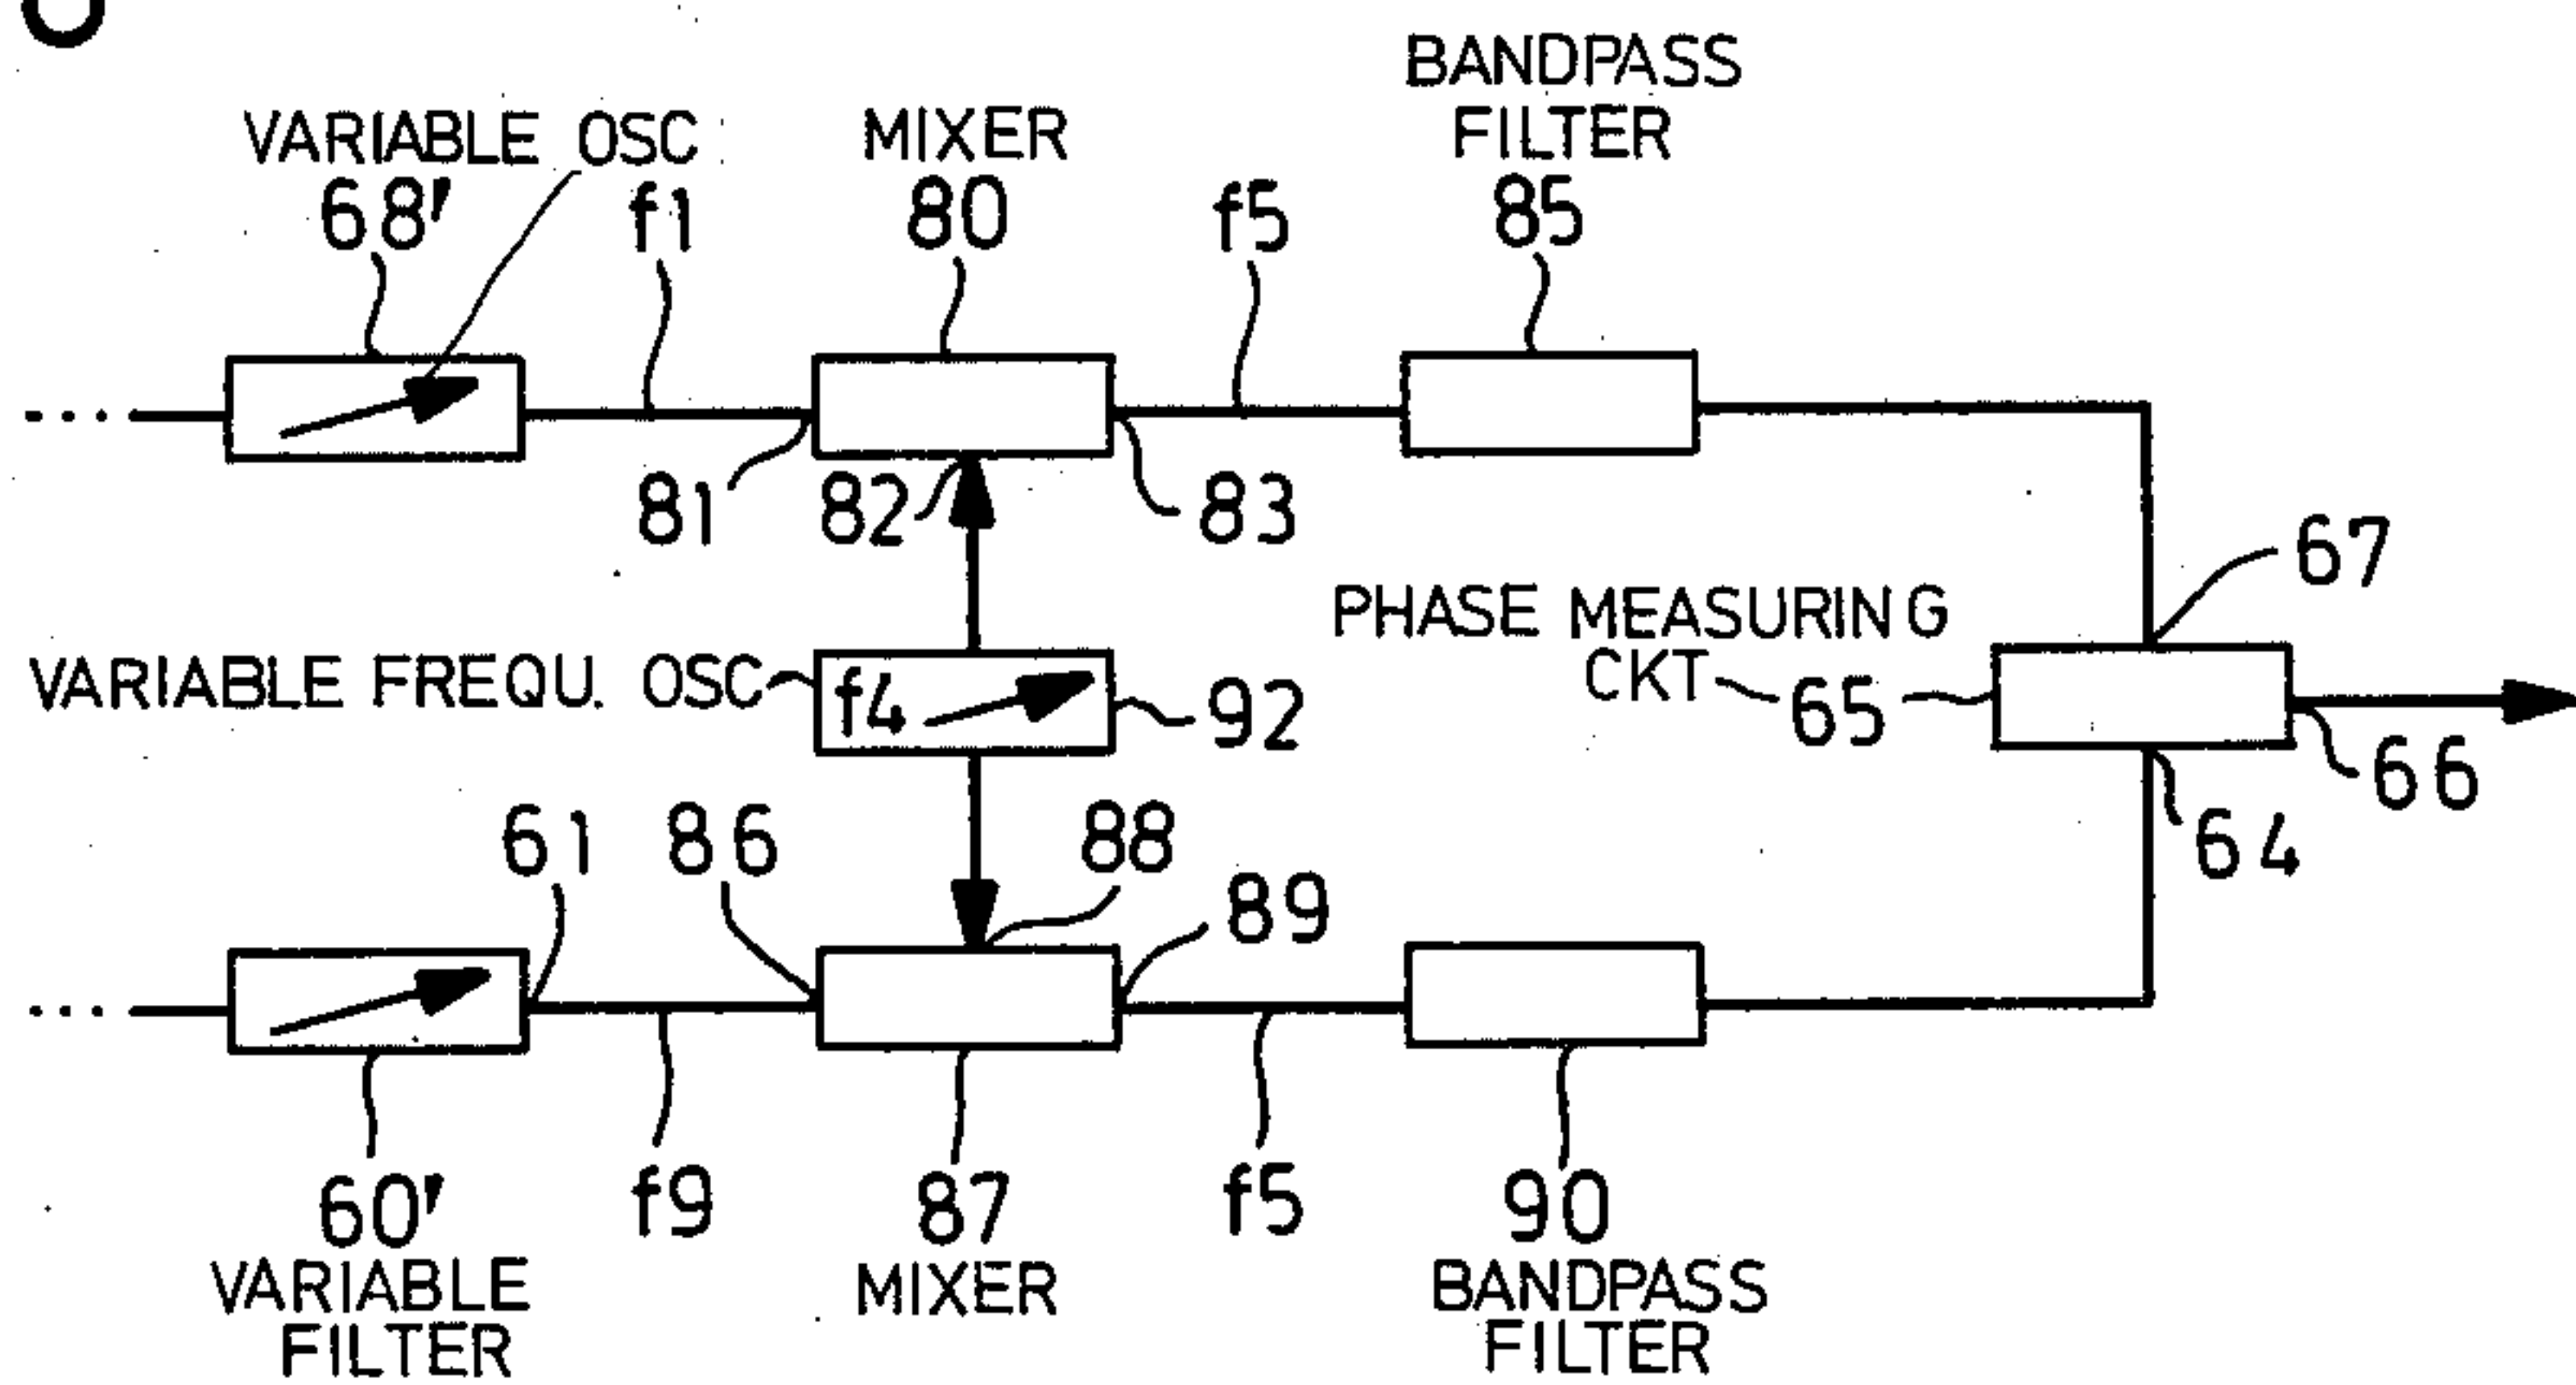 BANDPASS
FILTER
85
VARIABLE OSC
68'
f1
MIXER
80
f5
81
82
83
67
PHASE MEASURING
CKT
65
VARIABLE FREQU. OSC
f4
92
66
64
61
86
88
89
60'
VARIABLE
FILTER
f9
87
MIXER
f5
90
BANDPASS
FILTER